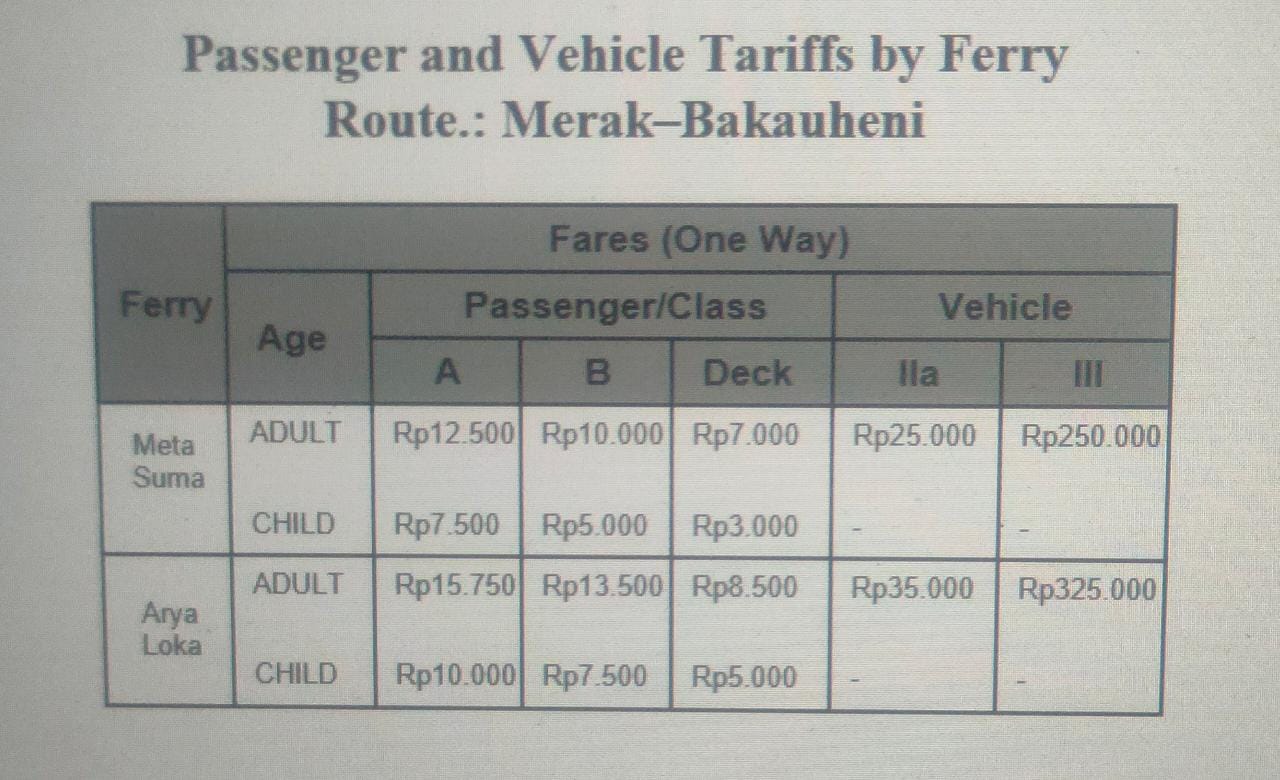 Passenger and Vehicle Tariffs by Ferry
Route.: Merak–Bakauheni
Ferry
Fares (One Way)
Age
Passenger/Class
Vehicle
A B Deck IIa III
Meta
Suma
ADULT Rp12.500 Rp10.000 Rp7.000 Rp25.000 Rp250.000
CHILD Rp7.500 Rp5.000 Rp3.000 - -
Arya
Loka
ADULT Rp15.750 Rp13.500 Rp8.500 Rp35.000 Rp325.000
CHILD Rp10.000 Rp7.500 Rp5.000 - -